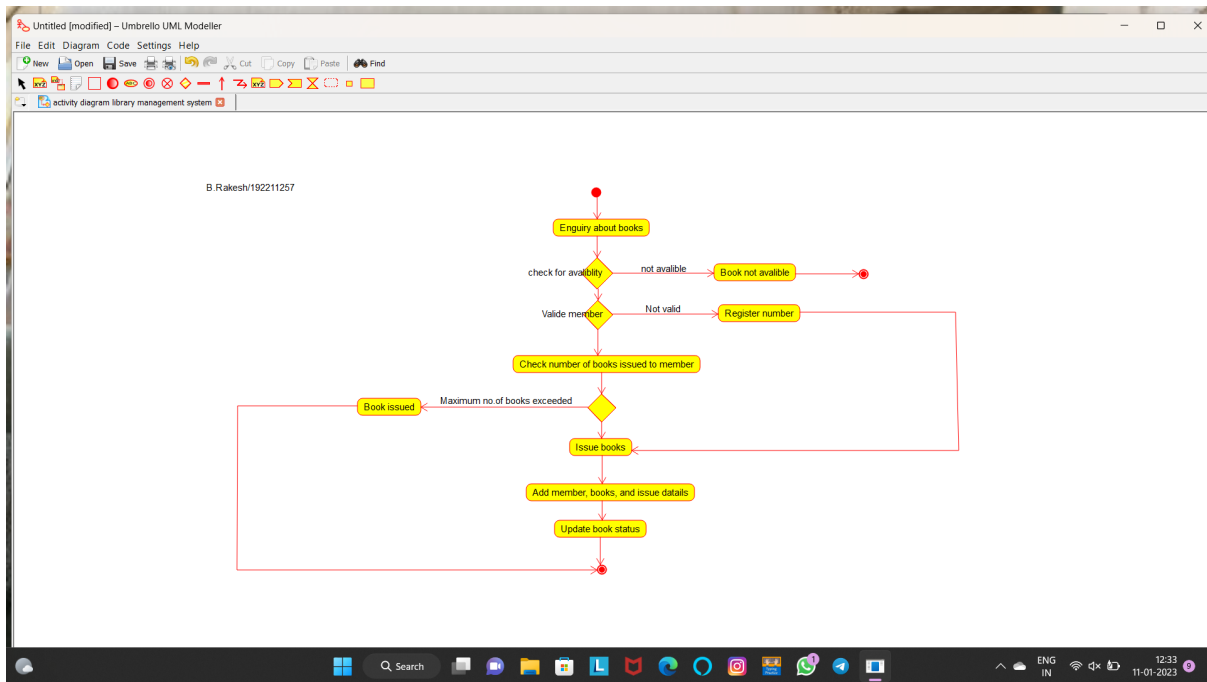 Untitled [modified] – Umbrello UML Modeller
File Edit Diagram Code Settings Help
New Open Save Cut Copy Paste Find
activity diagram library management system
B.Rakesh/192211257
Enguiry about books
check for avaliblity
not avalible
Book not avalible
Valide member
Not valid
Register number
Check number of books issued to member
Book issued
Maximum no.of books exceeded
Issue books
Add member, books, and issue datails
Update book status
Search
ENG
IN
12:33
11-01-2023
9